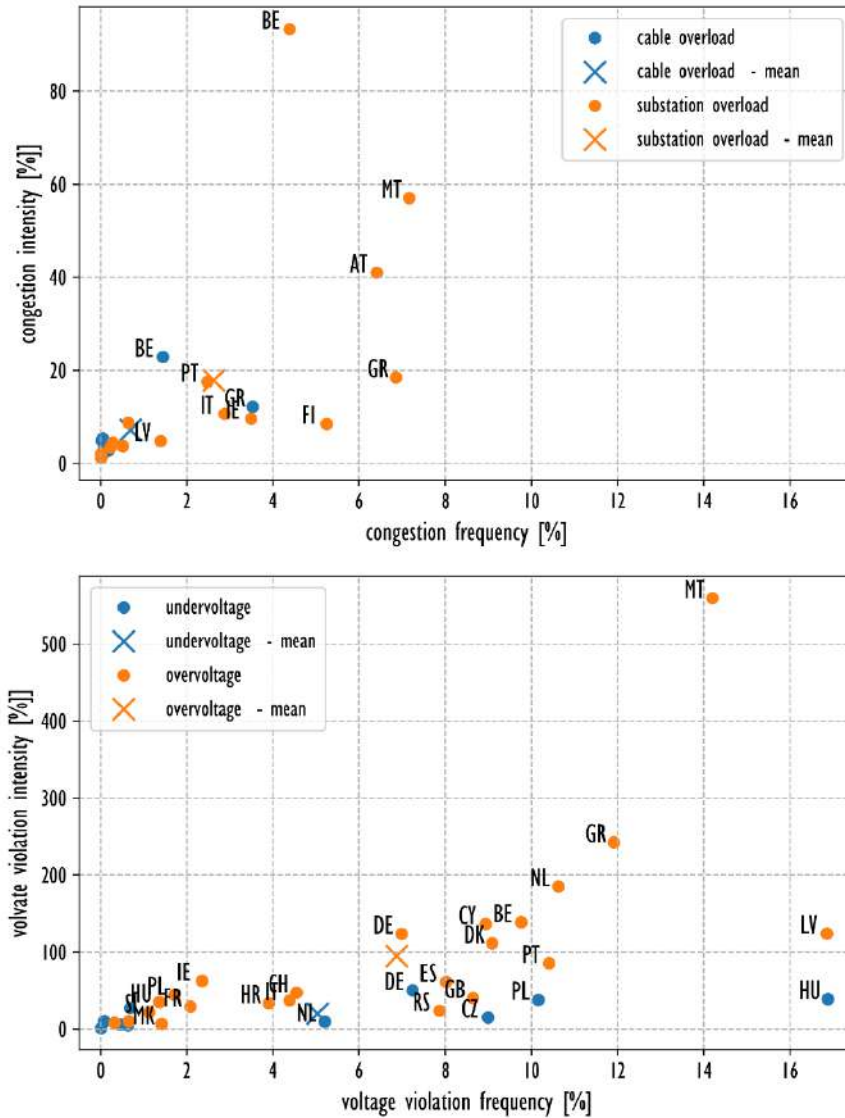 BE
cable overload
cable overload - mean
substation overload
substation overload - mean
80
congestion intensity [%]]
60
MT
AT
40
BE
PT
GR
20
IT
GR
IE
FI
LV
0
0 2 4 6 8 10 12 14 16
congestion frequency [%]
undervoltage
undervoltage - mean
overvoltage
overvoltage - mean
MT
500
volvate violation intensity [%]]
400
300
GR
200
NL
DE
CY
BE
LV
DK
100
PT
IE
DE
ES
PL
HU
HR
IT
CH
GB
PL
HU
SI
FR
MK
NL
RS
CZ
0
0 2 4 6 8 10 12 14 16
voltage violation frequency [%]